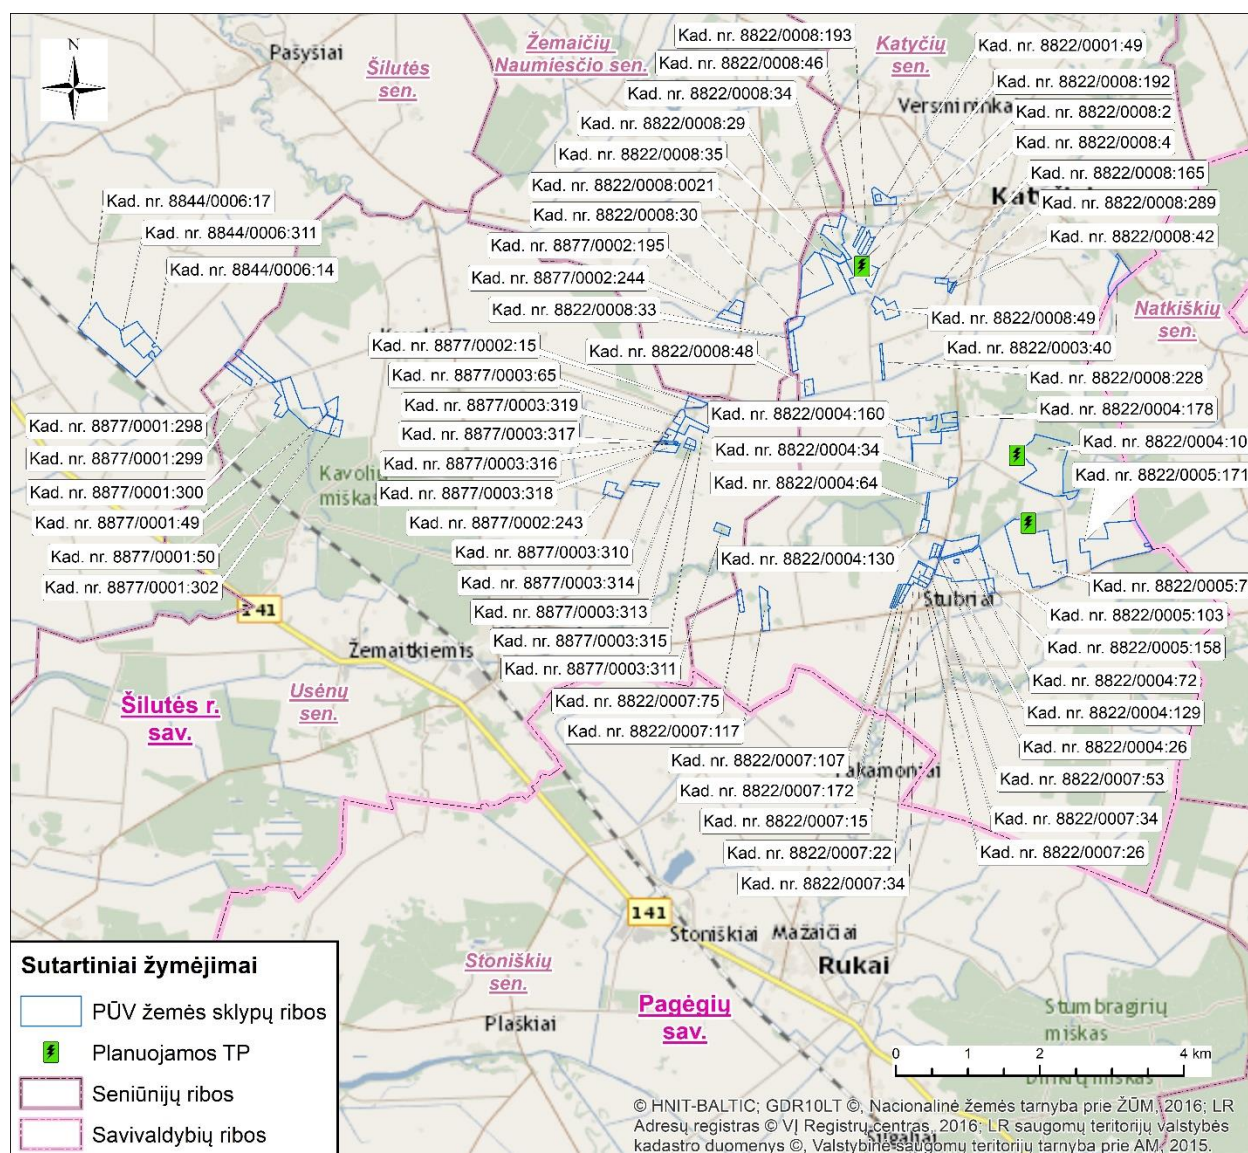 N
Pašyšiai
Šilutės
sen.
Žemaičių
Naumiesčio sen.
Katyčių
sen.
Kad. nr. 8822/0008:193
Kad. nr. 8822/0008:46
Kad. nr. 8822/0008:34
Kad. nr. 8822/0008:29
Kad. nr. 8822/0008:35
Kad. nr. 8822/0008:0021
Kad. nr. 8822/0008:30
Kad. nr. 8877/0002:195
Kad. nr. 8877/0002:244
Kad. nr. 8822/0008:33
Kad. nr. 8822/0008:48
Kad. nr. 8822/0001:49
Kad. nr. 8822/0008:192
Kad. nr. 8822/0008:2
Kad. nr. 8822/0008:4
Kad. nr. 8822/0008:165
Kad. nr. 8822/0008:289
Kad. nr. 8822/0008:42
Natkiškių
sen.
Kad. nr. 8822/0008:49
Kad. nr. 8822/0003:40
Kad. nr. 8822/0008:228
Kad. nr. 8844/0006:17
Kad. nr. 8844/0006:311
Kad. nr. 8844/0006:14
Kad. nr. 8877/0002:15
Kad. nr. 8877/0003:65
Kad. nr. 8877/0003:319
Kad. nr. 8877/0003:317
Kad. nr. 8877/0003:316
Kad. nr. 8877/0003:318
Kad. nr. 8877/0002:243
Kad. nr. 8877/0003:310
Kad. nr. 8877/0003:314
Kad. nr. 8877/0003:313
Kad. nr. 8877/0003:315
Kad. nr. 8877/0003:311
Kad. nr. 8877/0001:298
Kad. nr. 8877/0001:299
Kad. nr. 8877/0001:300
Kad. nr. 8877/0001:49
Kad. nr. 8877/0001:50
Kad. nr. 8877/0001:302
miškas
Kad. nr. 8822/0004:160
Kad. nr. 8822/0004:34
Kad. nr. 8822/0004:64
Kad. nr. 8822/0004:130
Kad. nr. 8822/0004:178
Kad. nr. 8822/0004:10
Kad. nr. 8822/0005:171
Kad. nr. 8822/0005:7
Kad. nr. 8822/0005:103
Kad. nr. 8822/0005:158
Kad. nr. 8822/0004:72
Kad. nr. 8822/0004:129
Kad. nr. 8822/0004:26
Kad. nr. 8822/0007:53
Kad. nr. 8822/0007:34
Kad. nr. 8822/0007:26
Stubriai
141
Žemaitkiemis
Usėnų
sen.
Šilutės r.
sav.
Kad. nr. 8822/0007:75
Kad. nr. 8822/0007:117
Kad. nr. 8822/0007:107
Kad. nr. 8822/0007:172
Kad. nr. 8822/0007:15
Kad. nr. 8822/0007:22
Kad. nr. 8822/0007:34
141
Stoniškiai
Mažaičiai
Rukai
Stoniškių
sen.
Plaškiai
Pagėgių
sav.
Stumbragirių
miškas
Sutartiniai žymėjimai
PŪV žemės sklypų ribos
Planuojamos TP
Seniūnijų ribos
Savivaldybių ribos
0 1 2 4 km
© HNIT-BALTIC; GDR10LT ©, Nacionalinė žemės tarnyba prie ŽŪM, 2016; LR
Adresų registras © VĮ Registrų centras, 2016; LR saugomų teritorijų valstybės
kadastro duomenys ©, Valstybinė saugomų teritorijų tarnyba prie AM, 2015.